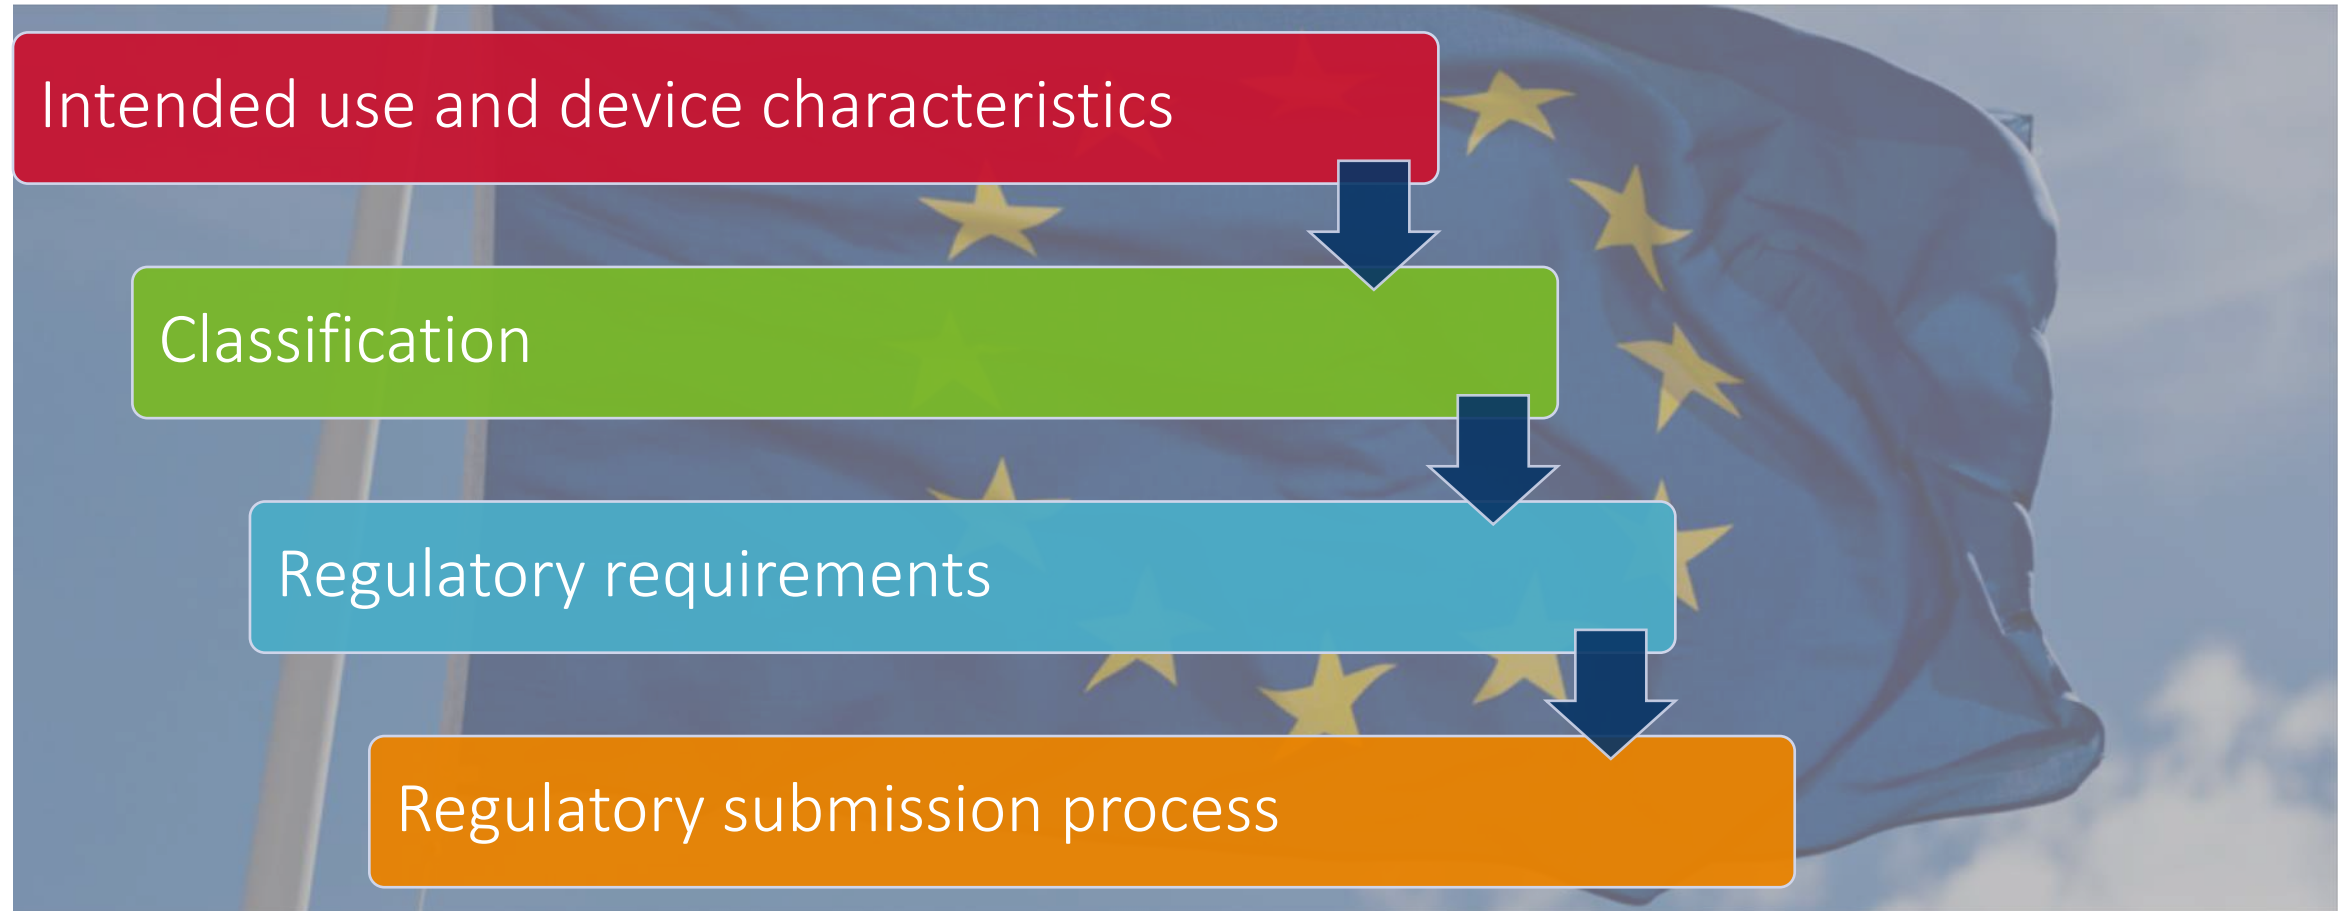 Intended use and device characteristics
Classification
Regulatory requirements
Regulatory submission process